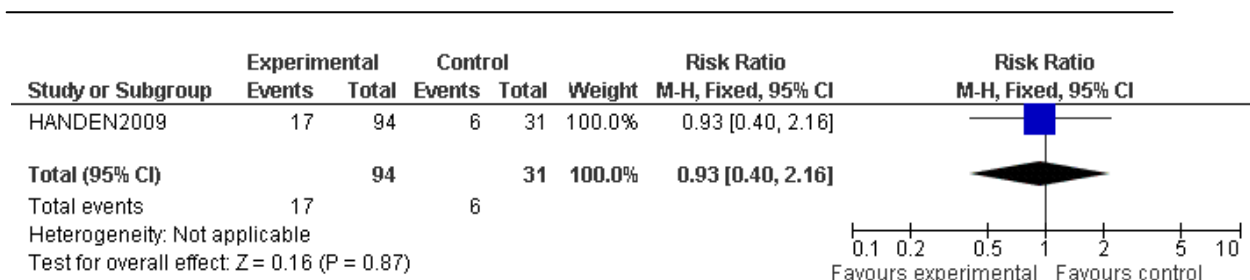 Experimental Control Risk Ratio Risk Ratio
Study or Subgroup Events Total Events Total Weight M-H, Fixed, 95% CI M-H, Fixed, 95% CI
HANDEN2009 17 94 6 31 100.0% 0.93 [0.40, 2.16]
Total (95% CI) 94 31 100.0% 0.93 [0.40, 2.16]
Total events 17 6
Heterogeneity: Not applicable
Test for overall effect: Z = 0.16 (P = 0.87)
0.1 0.2 0.5 1 2 5 10
Favours experimental Favours control